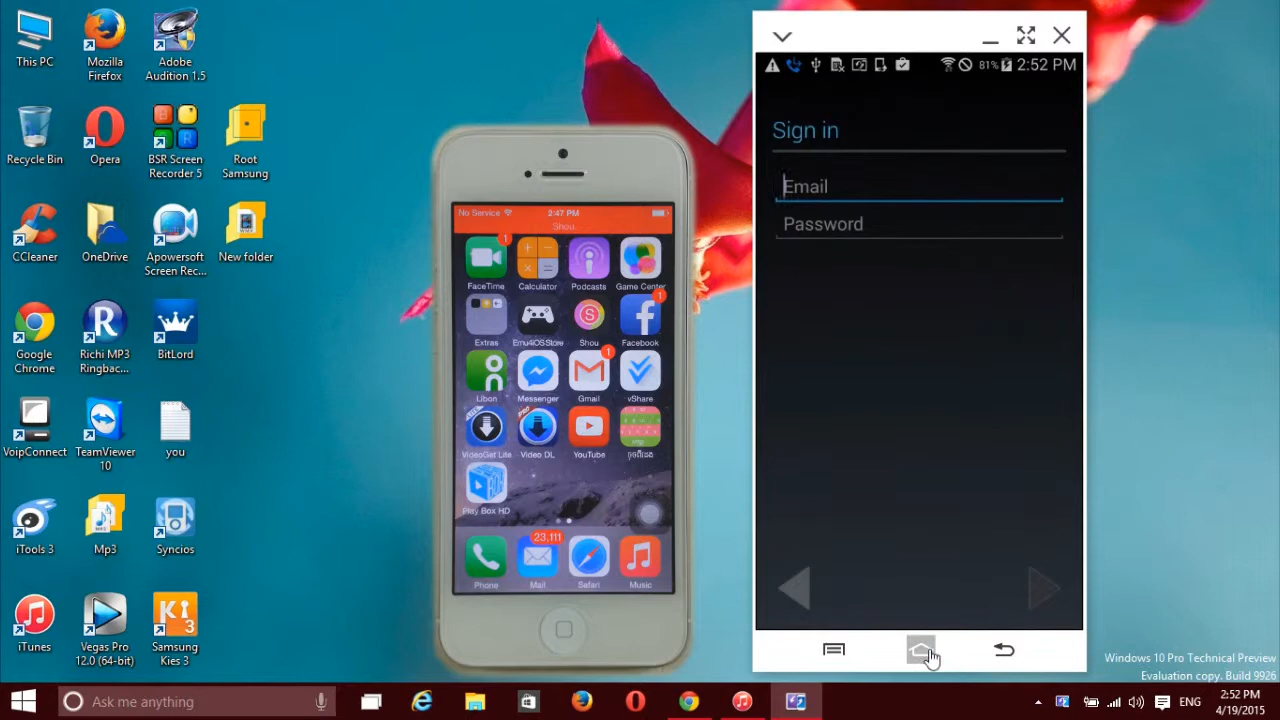 This PC
Mozilla
Firefox
Adobe
Audition 1.5
Recycle Bin
Opera
BSR Screen
Recorder 5
Root
Samsung
CCleaner
OneDrive
Apowersoft
Screen Rec...
New folder
Google
Chrome
Richi MP3
Ringbac...
BitLord
VoipConnect
TeamViewer
10
you
iTools 3
Mp3
Syncios
iTunes
Vegas Pro
12.0 (64-bit)
Samsung
Kies 3
No Service
2:47 PM
Shou
1
FaceTime
Calculator
Podcasts
Game Center
1
Extras
Emu4iOSStore
Shou
Facebook
1
Libon
Messenger
Gmail
vShare
PRO
VideoGet Lite
Video DL
YouTube
Play Box HD
23,111
Phone
Mail
Safari
Music
81%
2:52 PM
Sign in
Email
Password
Windows 10 Pro Technical Preview
Evaluation copy. Build 9926
Ask me anything
ENG
2:52 PM
4/19/2015